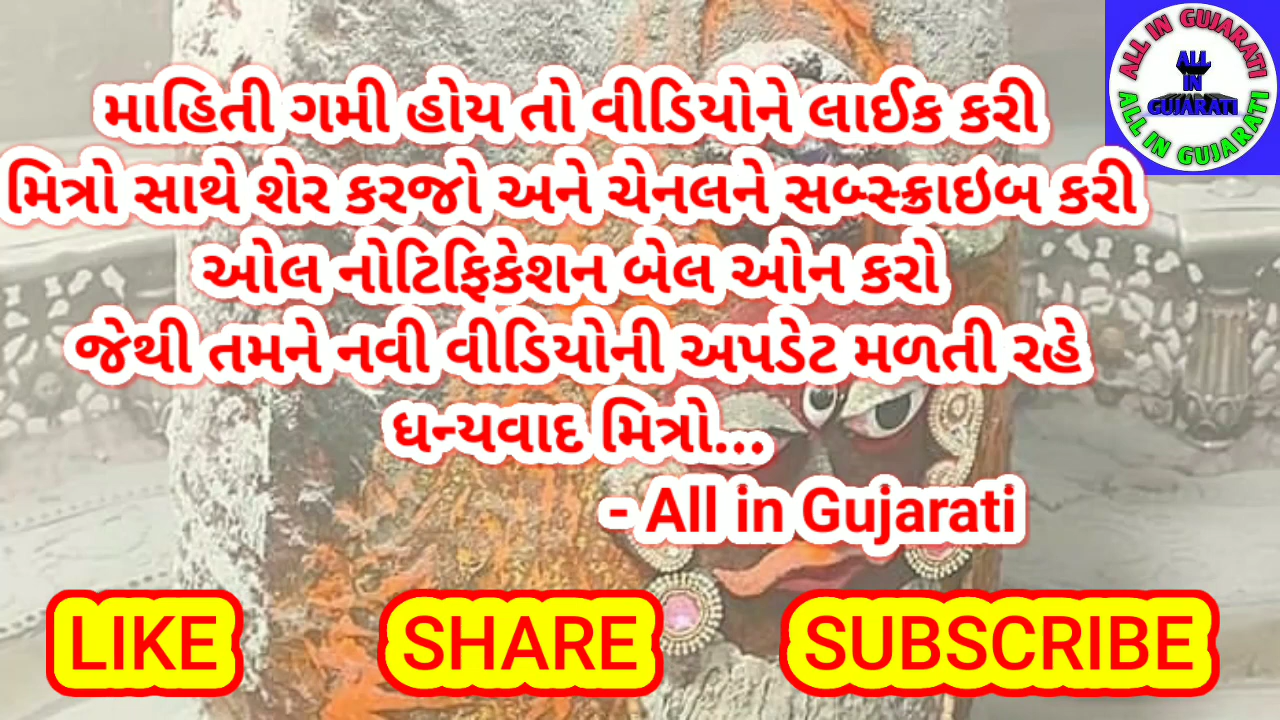 માહિતી ગમી હોય તો વીડિયોને લાઈક કરી
મિત્રો સાથે શેર કરજો અને ચેનલને સબ્સ્ક્રાઇબ કરી
ઓલ નોટિફિકેશન બેલ ઓન કરો
જેથી તમને નવી વીડિયોની અપડેટ મળતી રહે
ધન્યવાદ મિત્રો...
- All in Gujarati
LIKE
SHARE
SUBSCRIBE
ALL IN GUJARATI
ALL
IN
GUJARATI
ALL IN GUJARATI